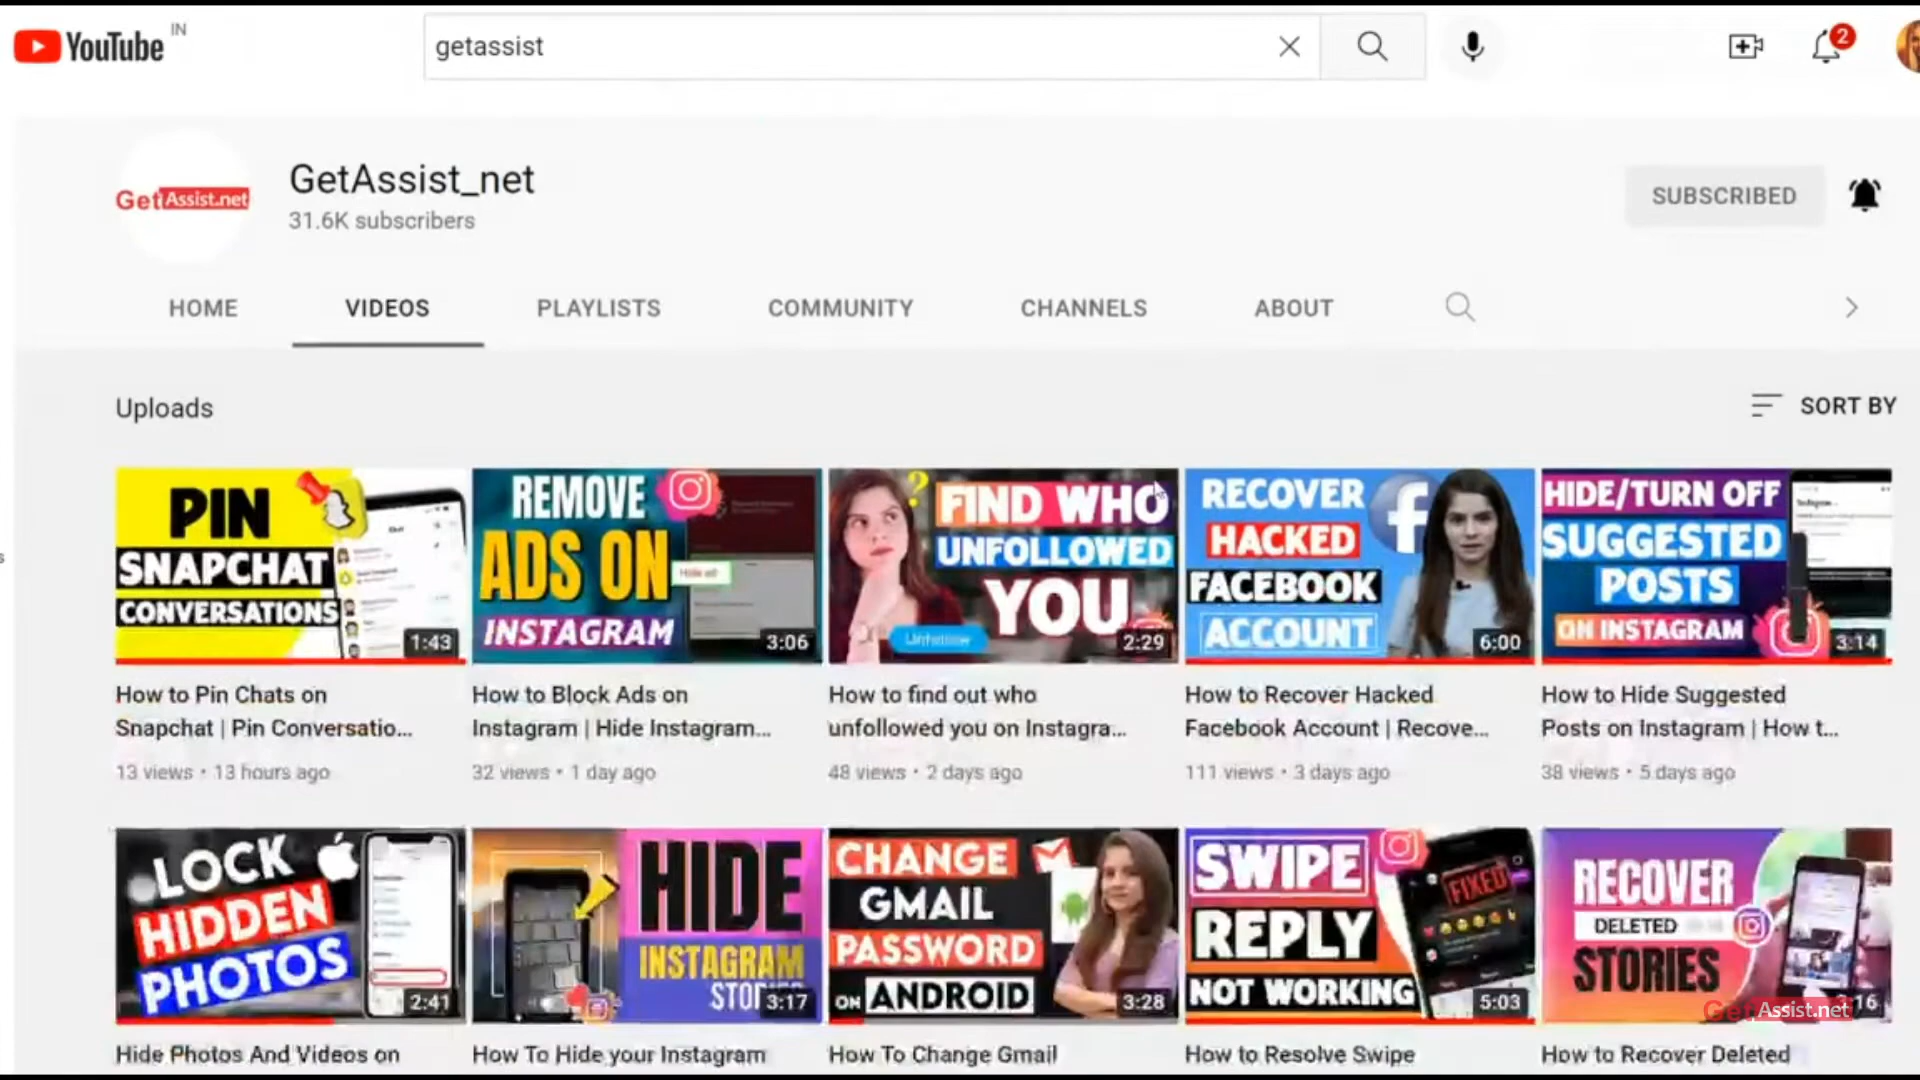 YouTube IN
getassist
2
GetAssist.net
GetAssist_net
31.6K subscribers
SUBSCRIBED
HOME
VIDEOS
PLAYLISTS
COMMUNITY
CHANNELS
ABOUT
Uploads
SORT BY
PIN
SNAPCHAT
CONVERSATIONS
1:43
REMOVE
ADS ON
INSTAGRAM
Hide ad
3:06
FIND WHO
UNFOLLOWED
YOU
Unfollow
2:29
RECOVER
HACKED
FACEBOOK
ACCOUNT
6:00
HIDE/TURN OFF
SUGGESTED
POSTS
ON INSTAGRAM
3:14
How to Pin Chats on
Snapchat | Pin Conversatio...
13 views • 13 hours ago
How to Block Ads on
Instagram | Hide Instagram...
32 views • 1 day ago
How to find out who
unfollowed you on Instagra...
48 views • 2 days ago
How to Recover Hacked
Facebook Account | Recove...
111 views • 3 days ago
How to Hide Suggested
Posts on Instagram | How t...
38 views • 5 days ago
LOCK
HIDDEN
PHOTOS
2:41
HIDE
INSTAGRAM
3:17
CHANGE
GMAIL
PASSWORD
ON ANDROID
3:28
SWIPE
REPLY
NOT WORKING
FIXED
5:03
RECOVER
DELETED
STORIES
16
GetAssist.net
Hide Photos And Videos on
How To Hide your Instagram
How To Change Gmail
How to Resolve Swipe
How to Recover Deleted